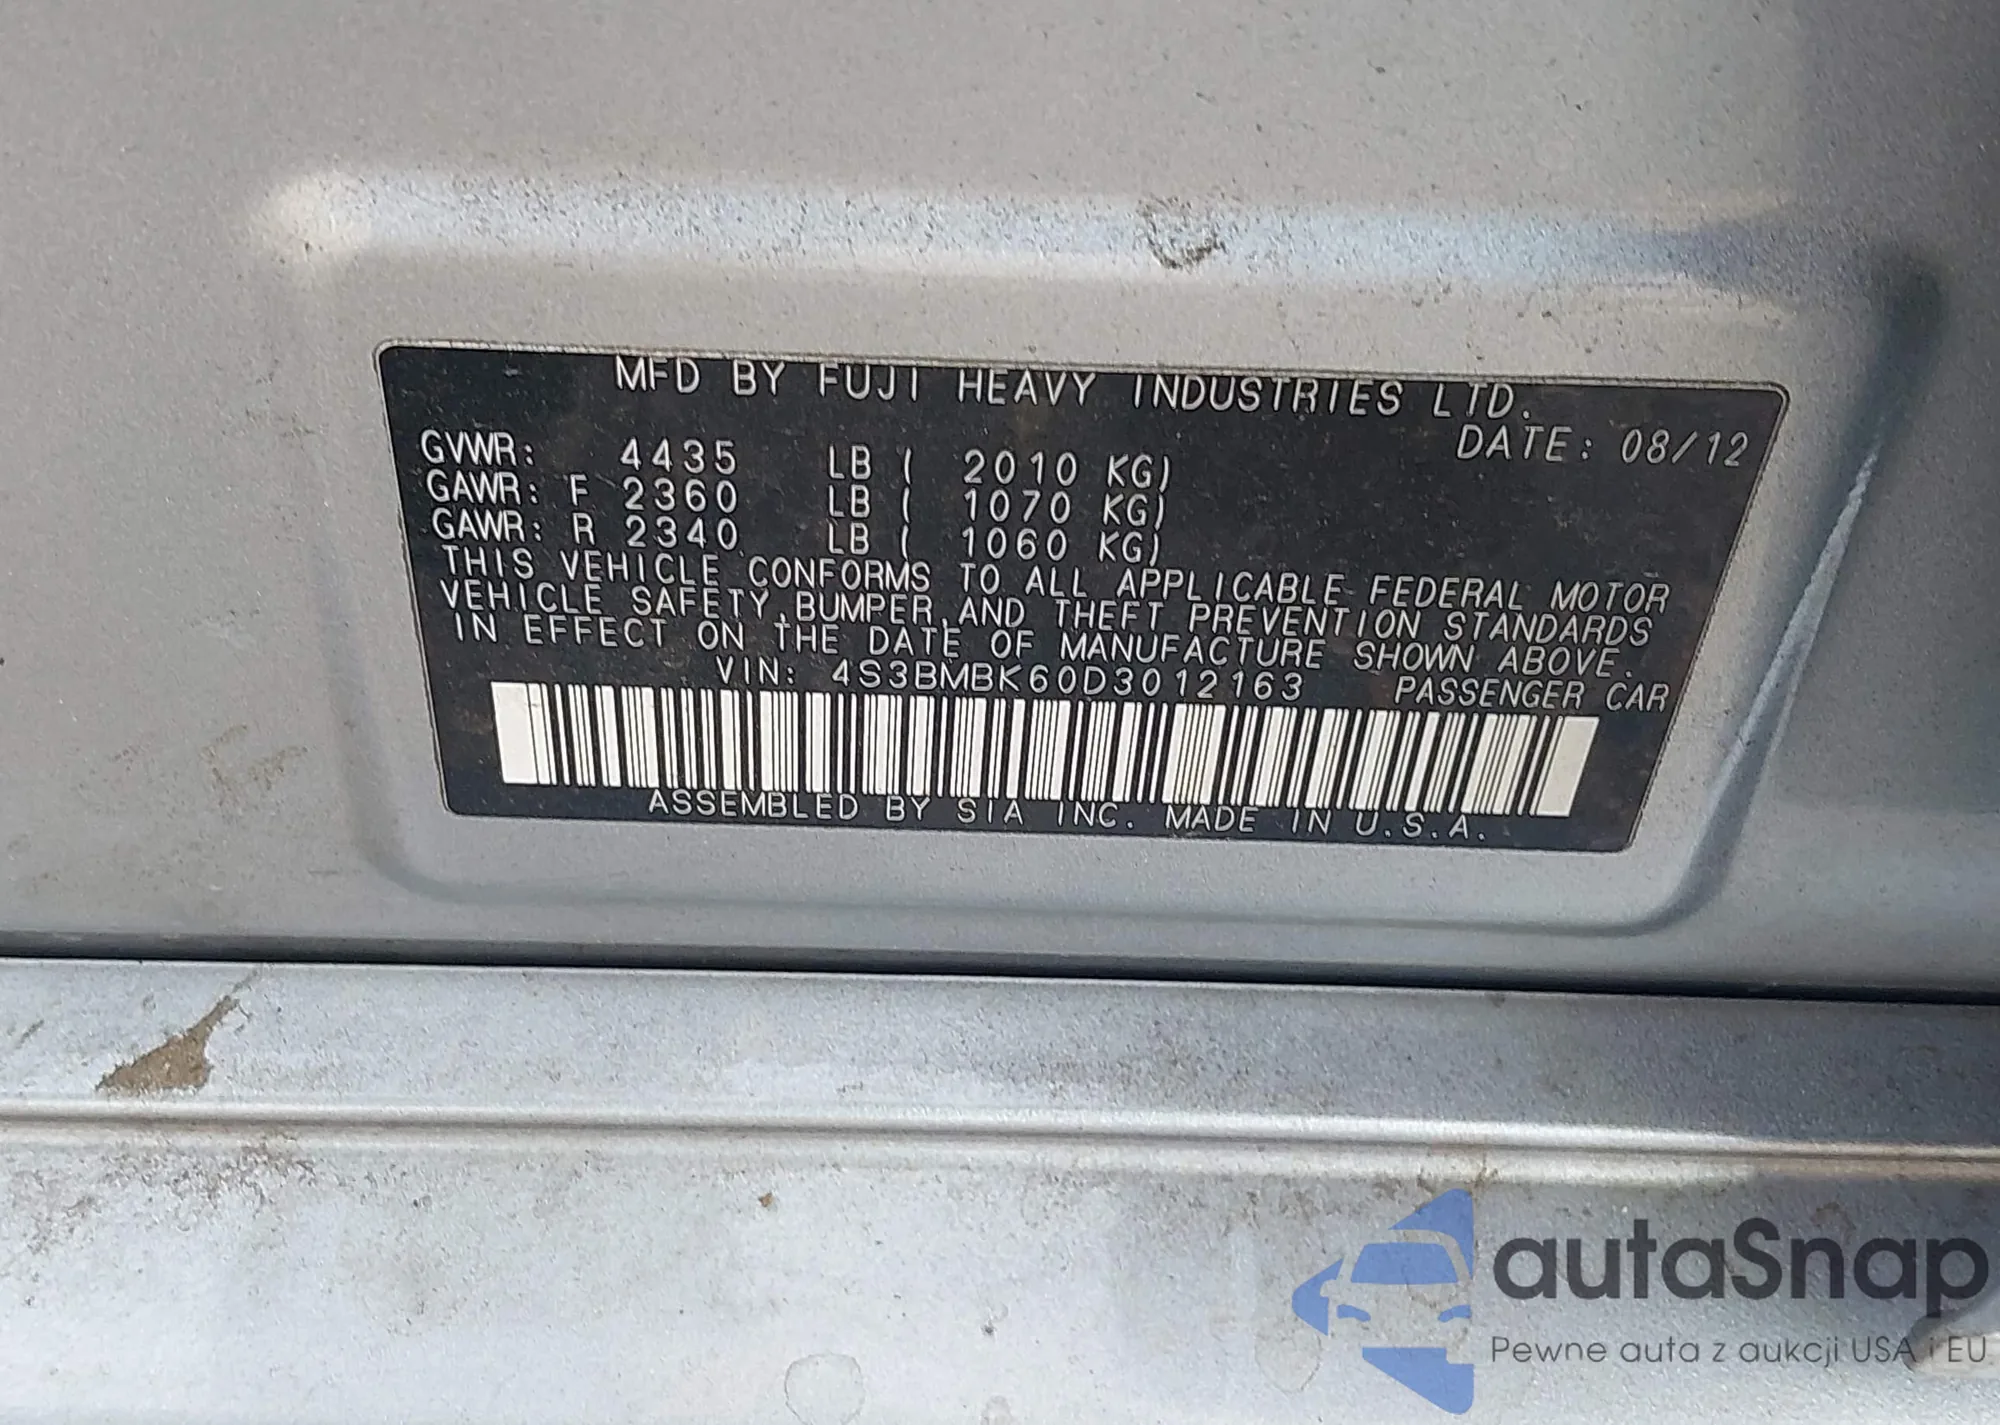 MFD BY FUJI HEAVY INDUSTRIES LTD.
DATE: 08/12
GVWR: 4435 LB ( 2010 KG)
GAWR: F 2360 LB ( 1070 KG)
GAWR: R 2340 LB ( 1060 KG)
THIS VEHICLE CONFORMS TO ALL APPLICABLE FEDERAL MOTOR
VEHICLE SAFETY,BUMPER,AND THEFT PREVENTION STANDARDS
IN EFFECT ON THE DATE OF MANUFACTURE SHOWN ABOVE.
VIN: 4S3BMBK60D3012163 PASSENGER CAR
ASSEMBLED BY SIA INC. MADE IN U.S.A.
autaSnap
Pewne auta z aukcji USA i EU